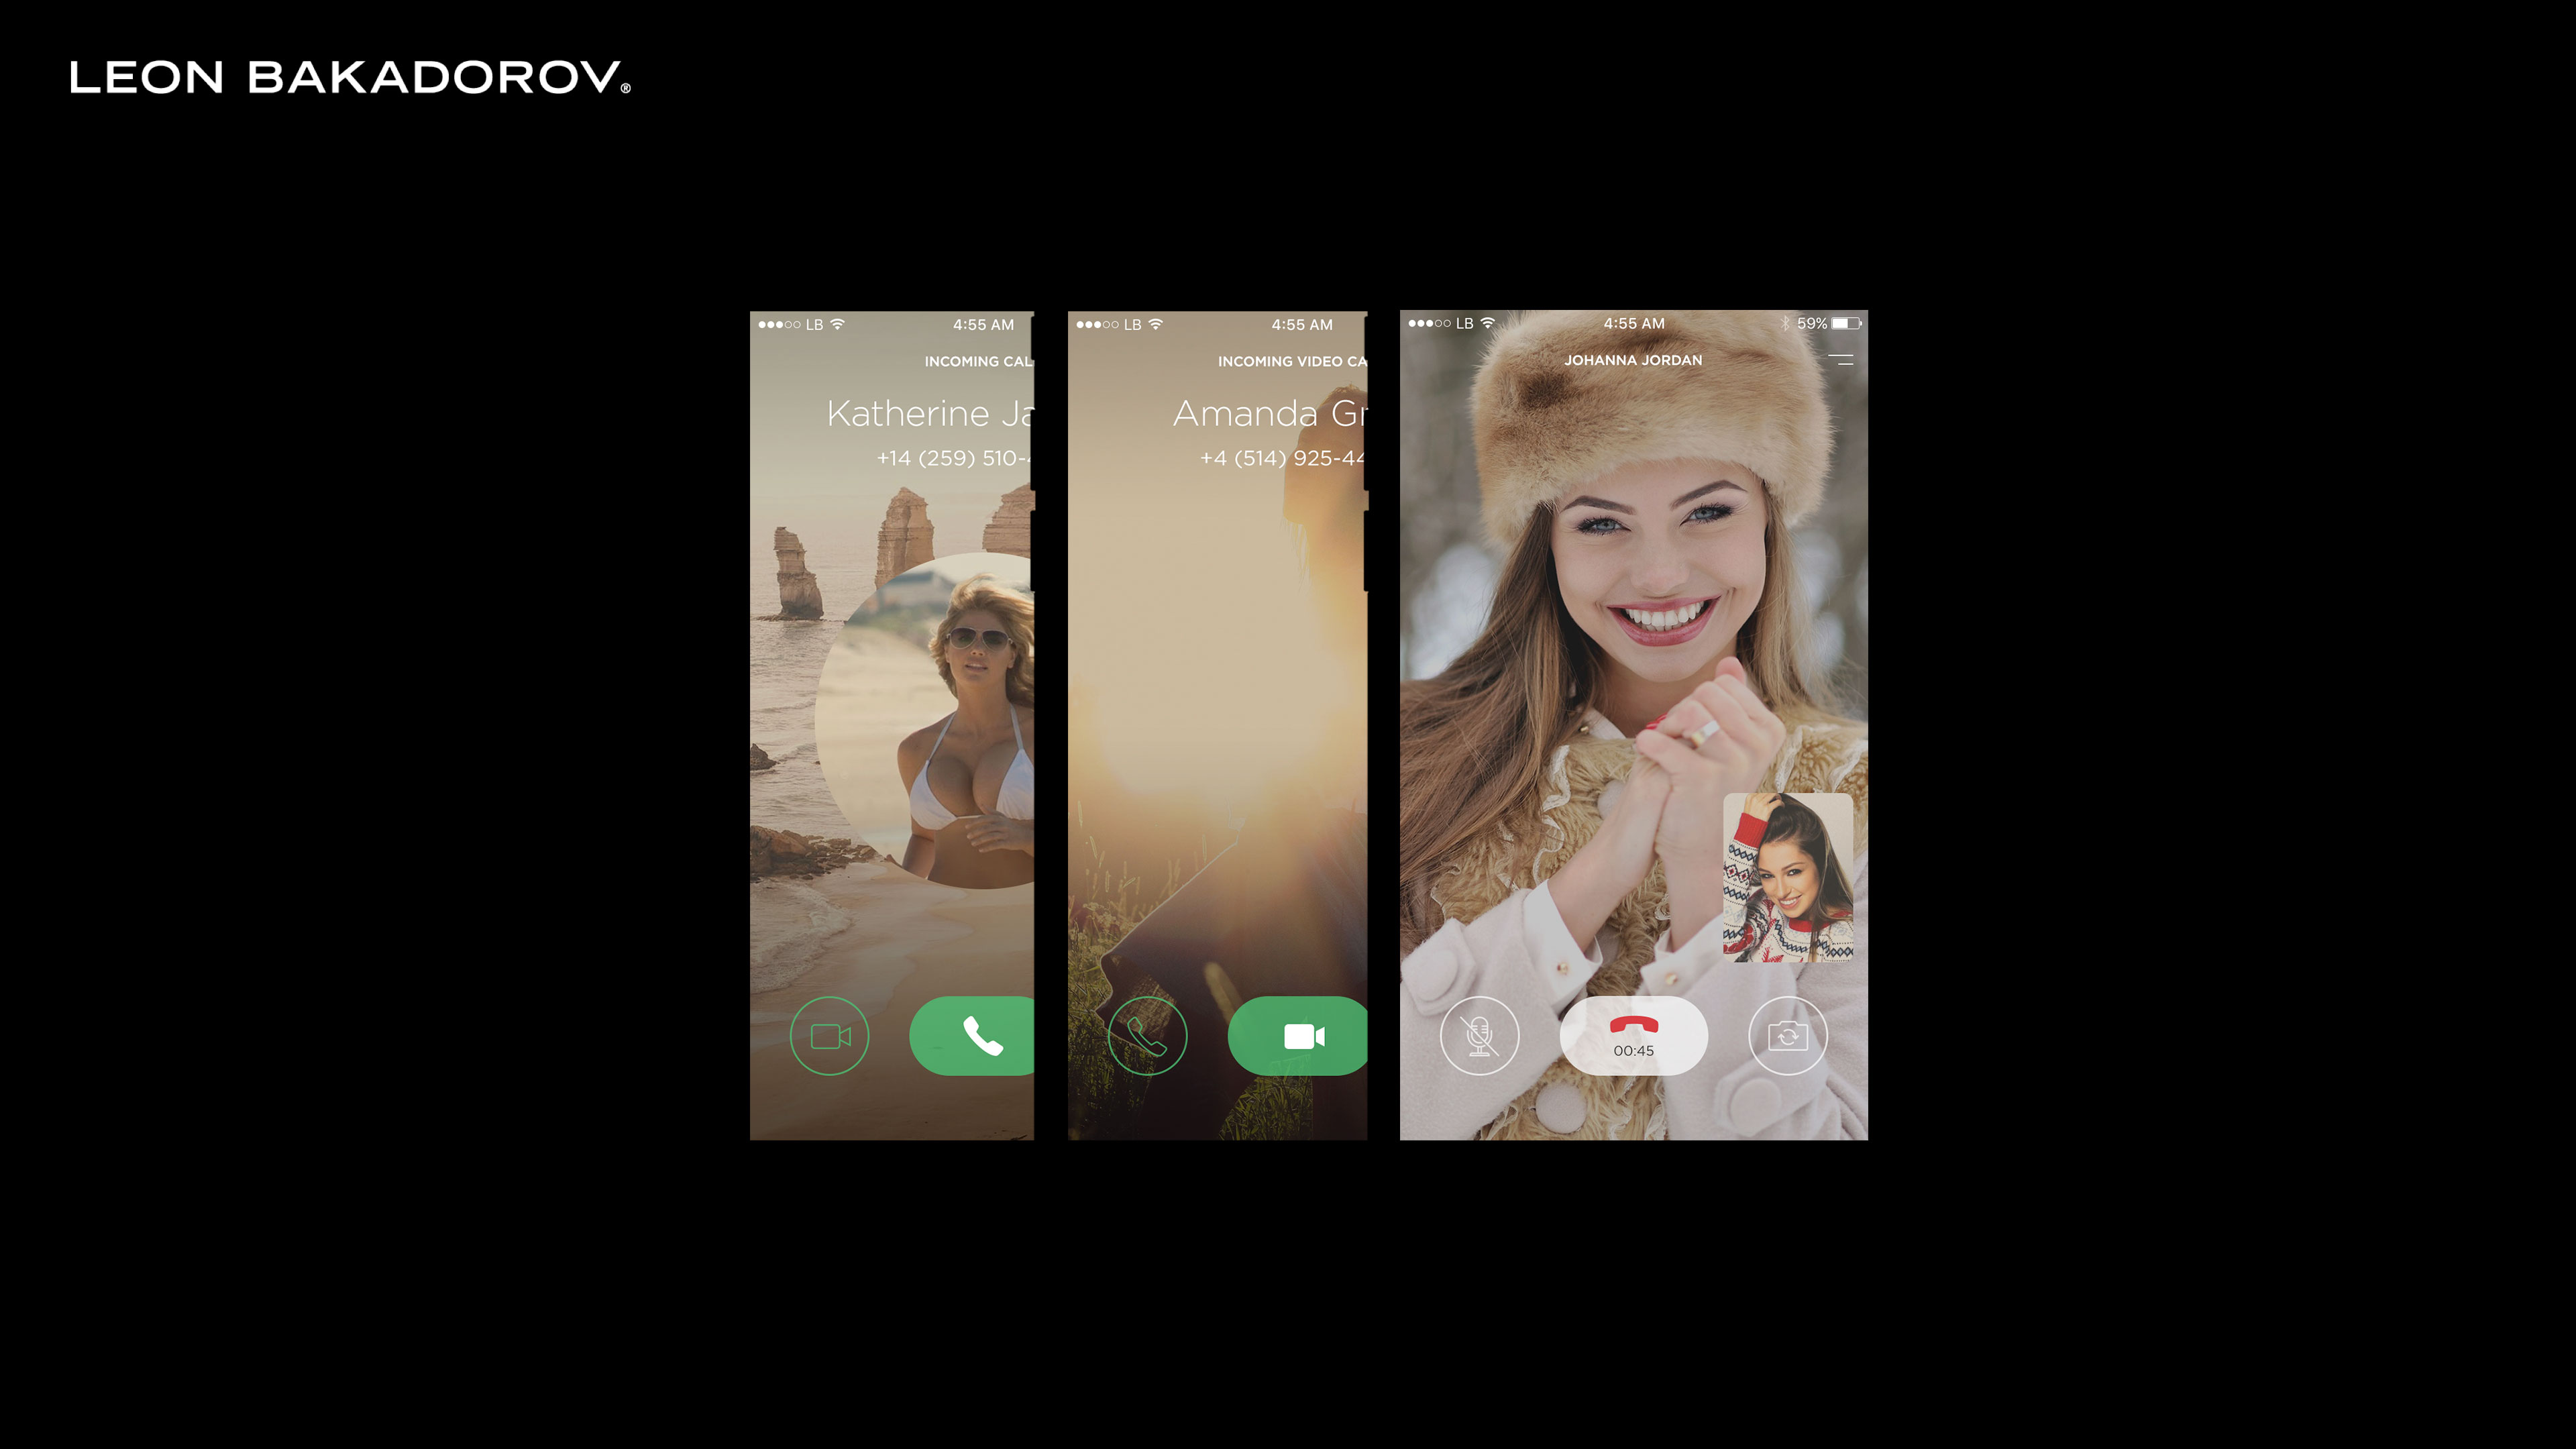 LEON BAKADOROV®
LB
4:55 AM
INCOMING CAL
Katherine Ja
+14 (259) 510-
LB
4:55 AM
INCOMING VIDEO CA
Amanda Gr
+4 (514) 925-44
LB
4:55 AM
59%
JOHANNA JORDAN
00:45